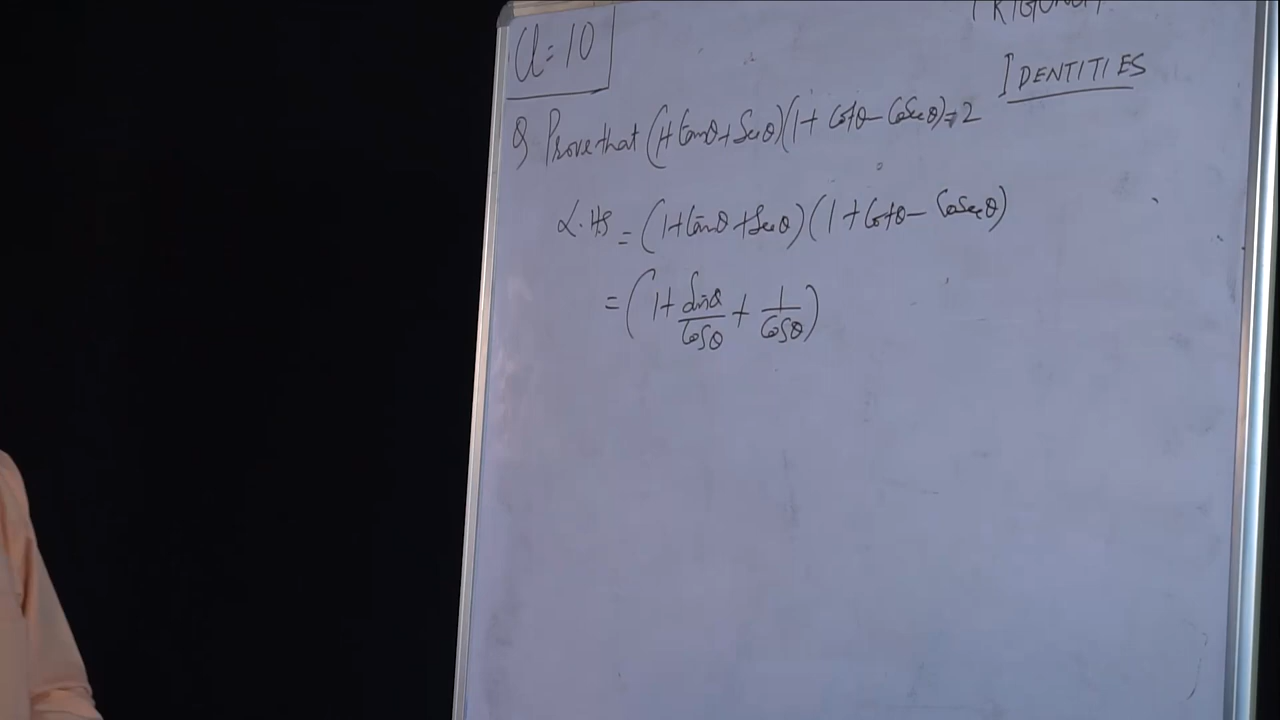 Cl=10
IDENTITIES
Q Prove that (1+tanθ+Secθ)(1+Cotθ-Cosecθ)=2
L.HS = (1+tanθ+Secθ)(1+Cotθ-Cosecθ)
= (1+ Sinθ/Cosθ + 1/Cosθ)